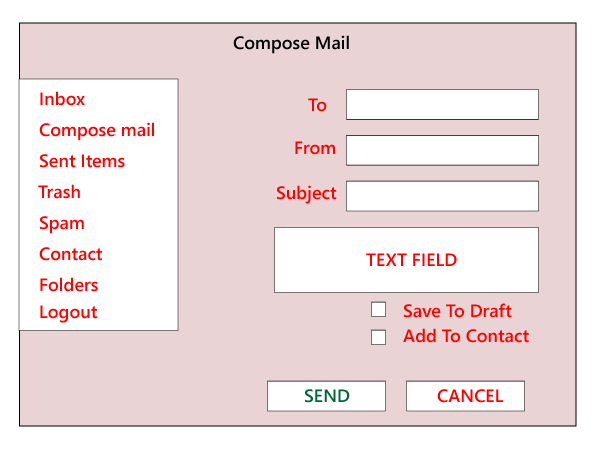 Compose Mail
Inbox
Compose mail
Sent Items
Trash
Spam
Contact
Folders
Logout
To
From
Subject
TEXT FIELD
Save To Draft
Add To Contact
SEND
CANCEL